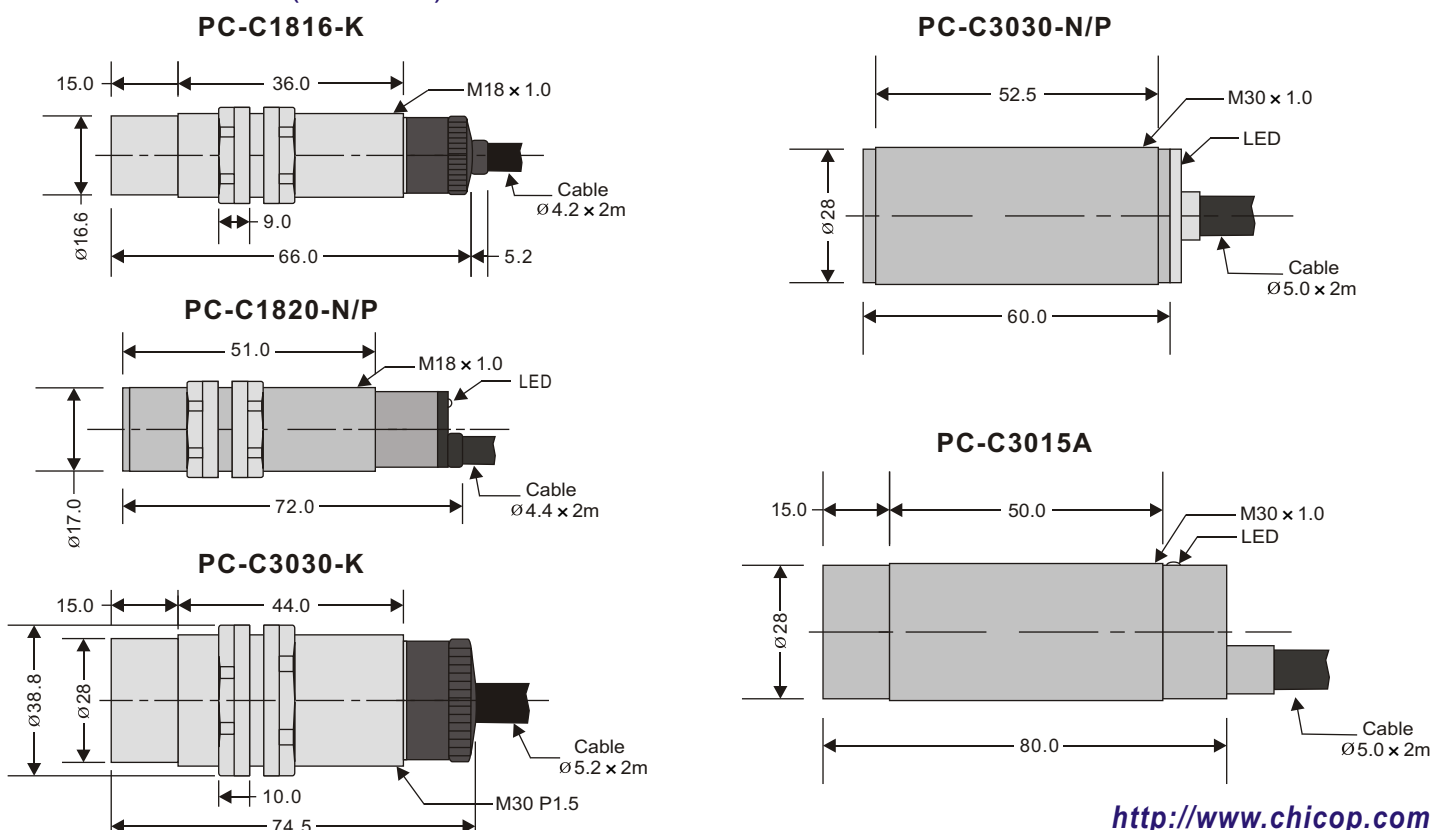 PC-C1816-K
15.0
36.0
M18 × 1.0
Ø16.6
9.0
Cable
Ø4.2 × 2m
66.0
5.2
PC-C1820-N/P
51.0
M18 × 1.0
LED
Ø17.0
72.0
Cable
Ø4.4 × 2m
PC-C3030-K
15.0
44.0
Ø38.8
Ø28
10.0
Cable
Ø5.2 × 2m
M30 P1.5
74.5
PC-C3030-N/P
52.5
M30 × 1.0
LED
Ø28
Cable
Ø5.0 × 2m
60.0
PC-C3015A
15.0
50.0
M30 × 1.0
LED
Ø28
Cable
Ø5.0 × 2m
80.0
http://www.chicop.com